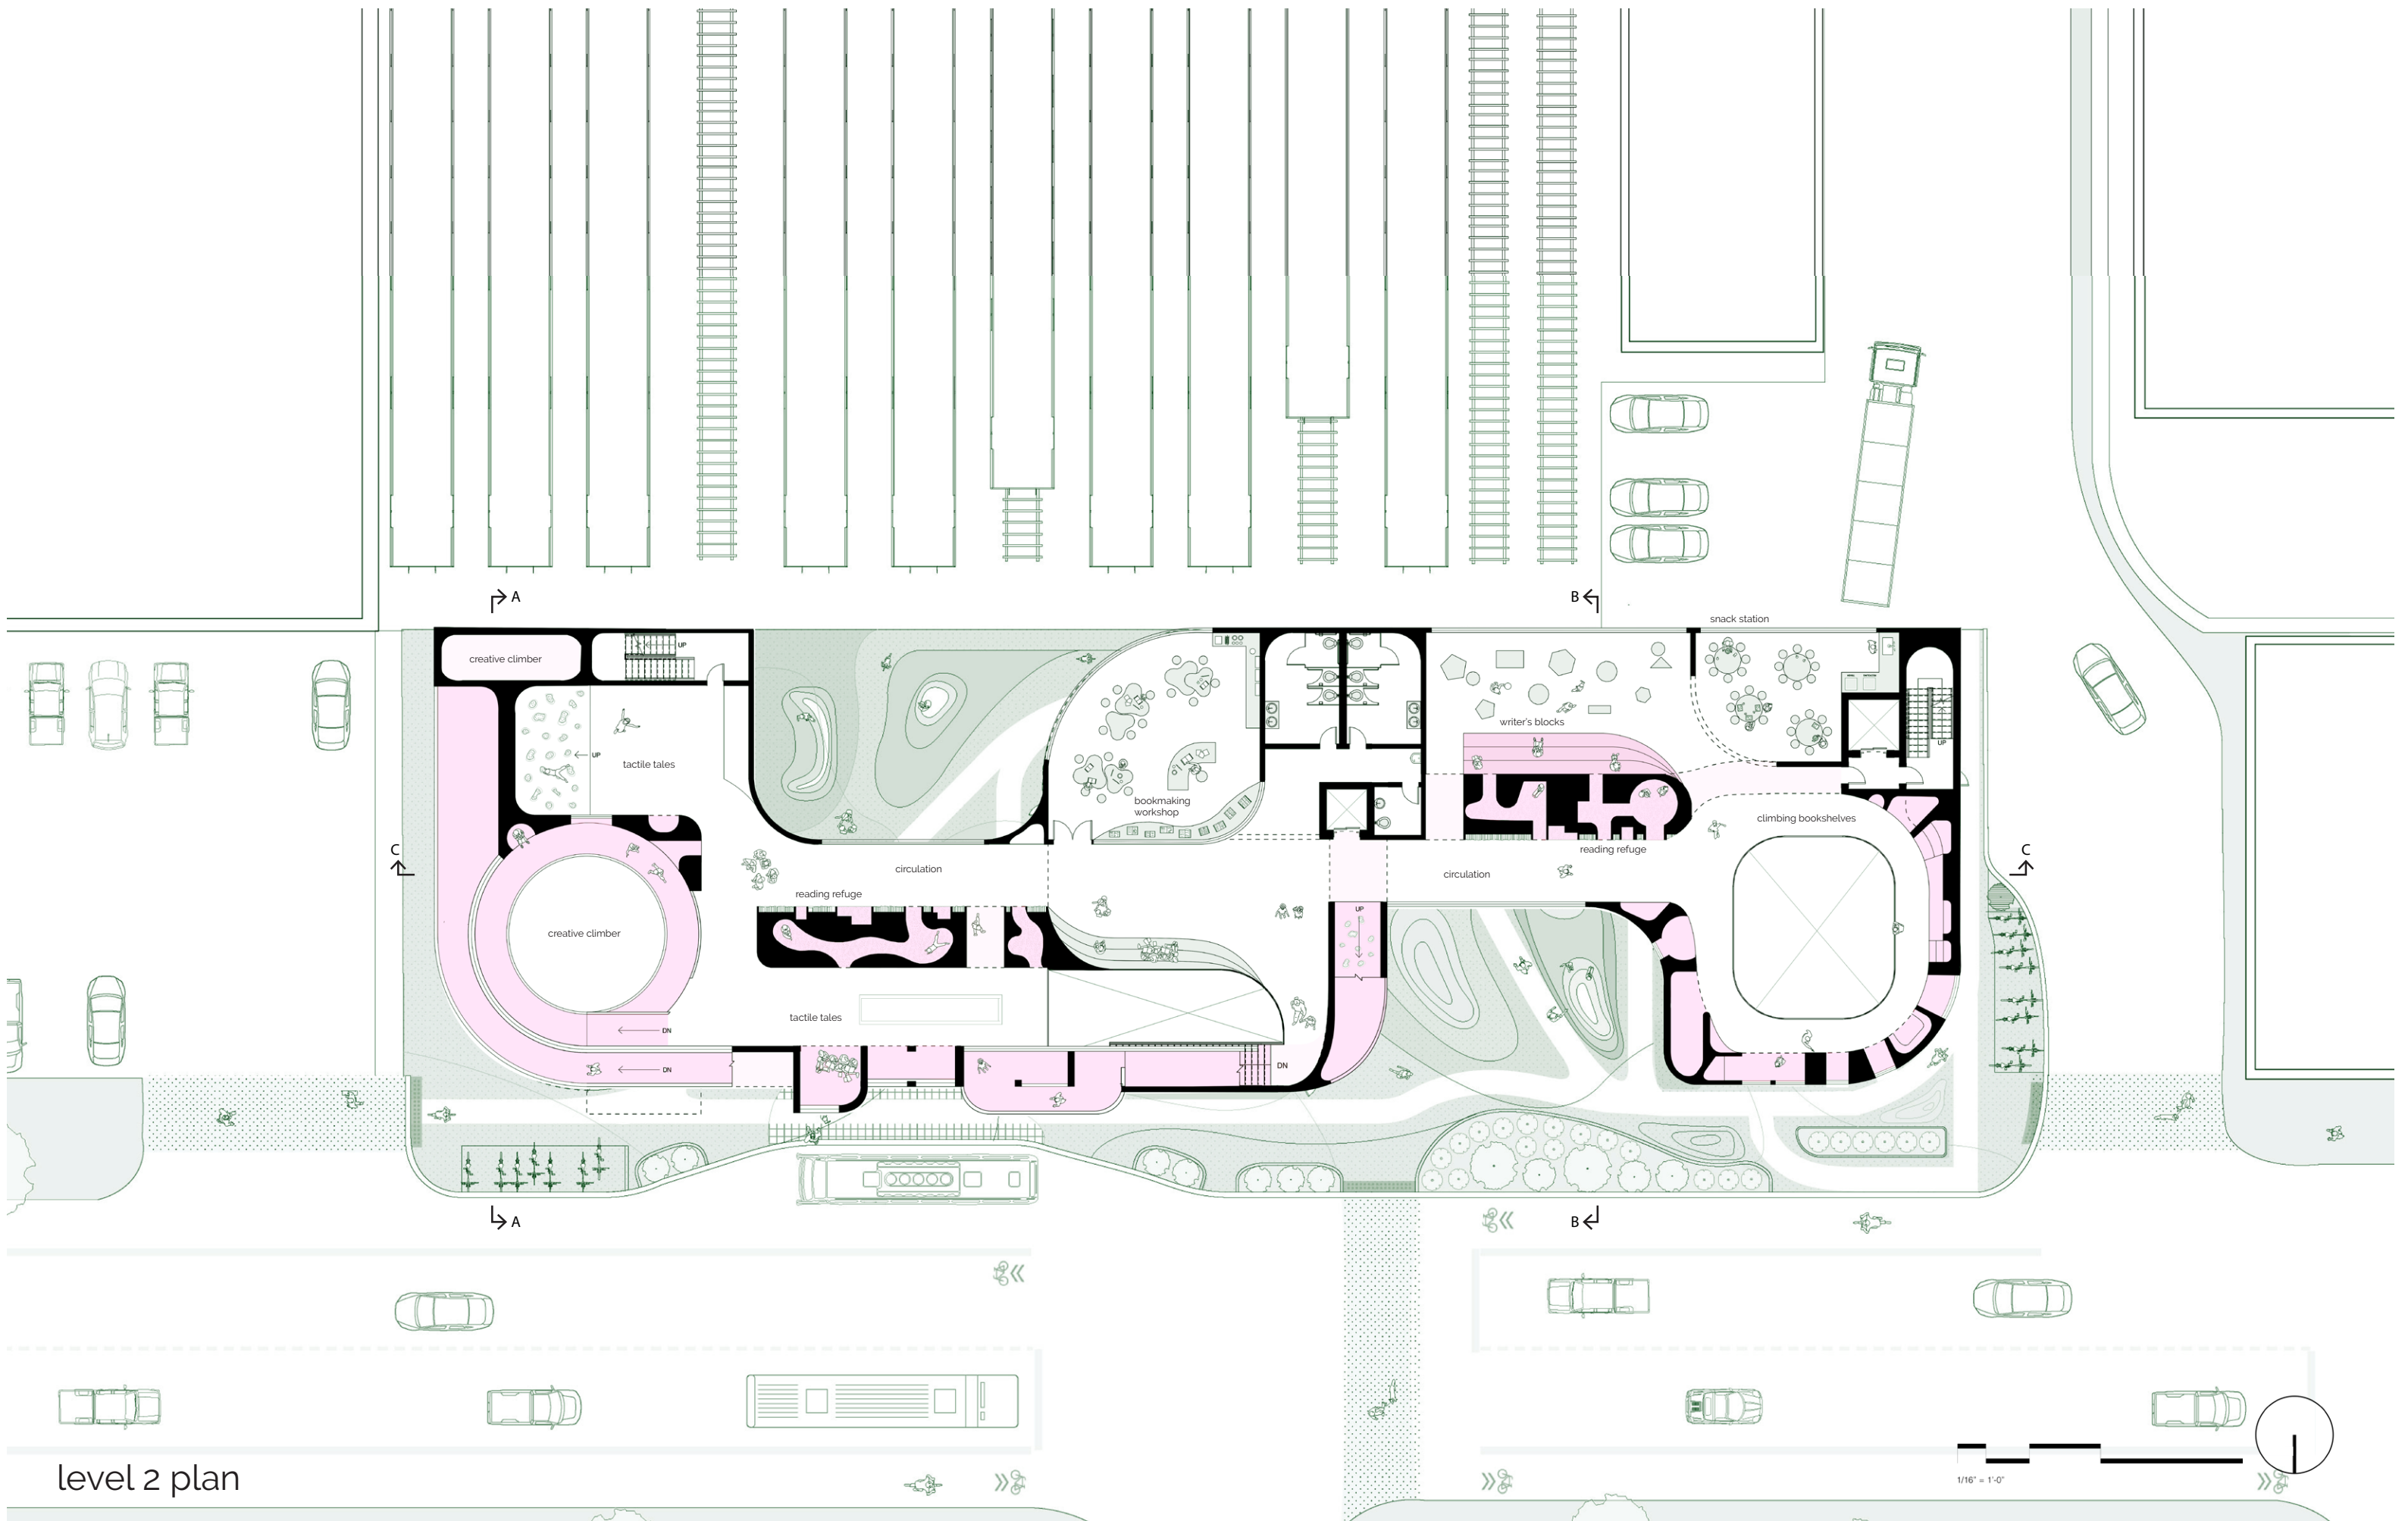 A
B
snack station
creative climber
UP
writer's blocks
UP
UP
tactile tales
bookmaking
workshop
climbing bookshelves
C
C
reading refuge
circulation
circulation
reading refuge
UP
creative climber
tactile tales
DN
DN
DN
A
B
level 2 plan
1/16" = 1'-0"